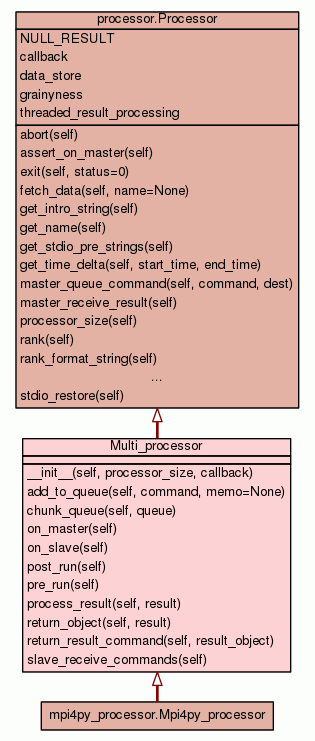 processor.Processor
NULL_RESULT
callback
data_store
grainyness
threaded_result_processing
abort(self)
assert_on_master(self)
exit(self, status=0)
fetch_data(self, name=None)
get_intro_string(self)
get_name(self)
get_stdio_pre_strings(self)
get_time_delta(self, start_time, end_time)
master_queue_command(self, command, dest)
master_receive_result(self)
processor_size(self)
rank(self)
rank_format_string(self)
...
stdio_restore(self)
Multi_processor
__init__(self, processor_size, callback)
add_to_queue(self, command, memo=None)
chunk_queue(self, queue)
on_master(self)
on_slave(self)
post_run(self)
pre_run(self)
process_result(self, result)
return_object(self, result)
return_result_command(self, result_object)
slave_receive_commands(self)
mpi4py_processor.Mpi4py_processor